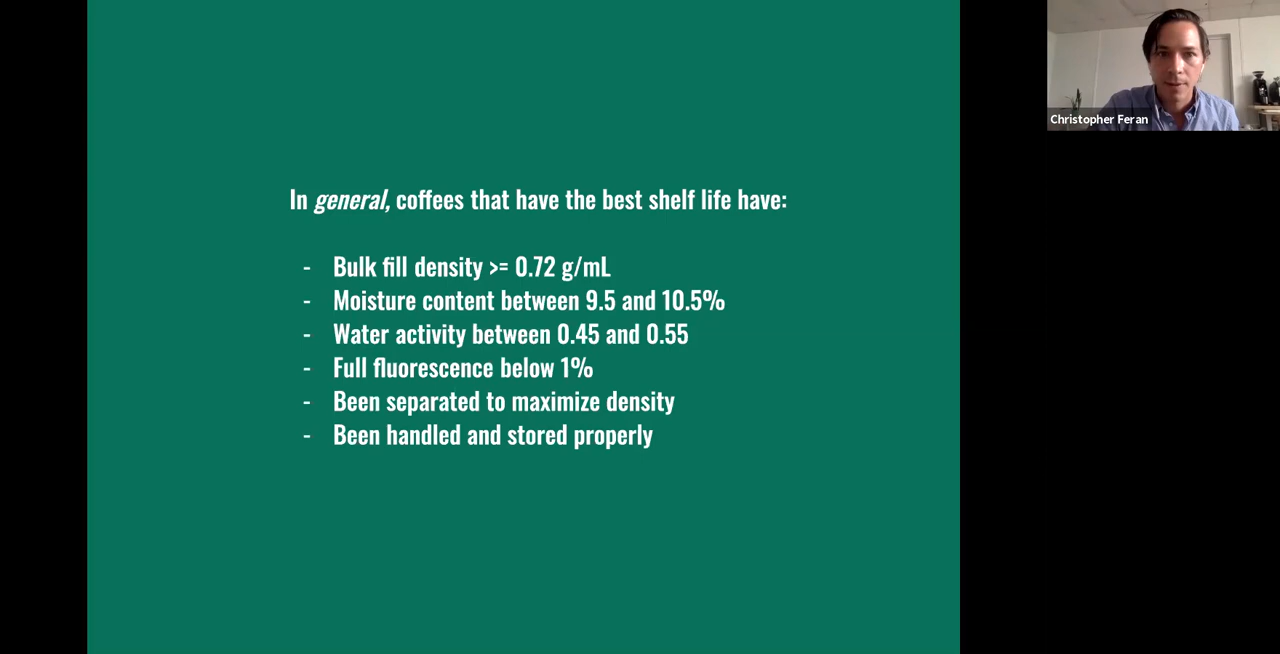 In general, coffees that have the best shelf life have:
- Bulk fill density >= 0.72 g/mL
- Moisture content between 9.5 and 10.5%
- Water activity between 0.45 and 0.55
- Full fluorescence below 1%
- Been separated to maximize density
- Been handled and stored properly
Christopher Feran